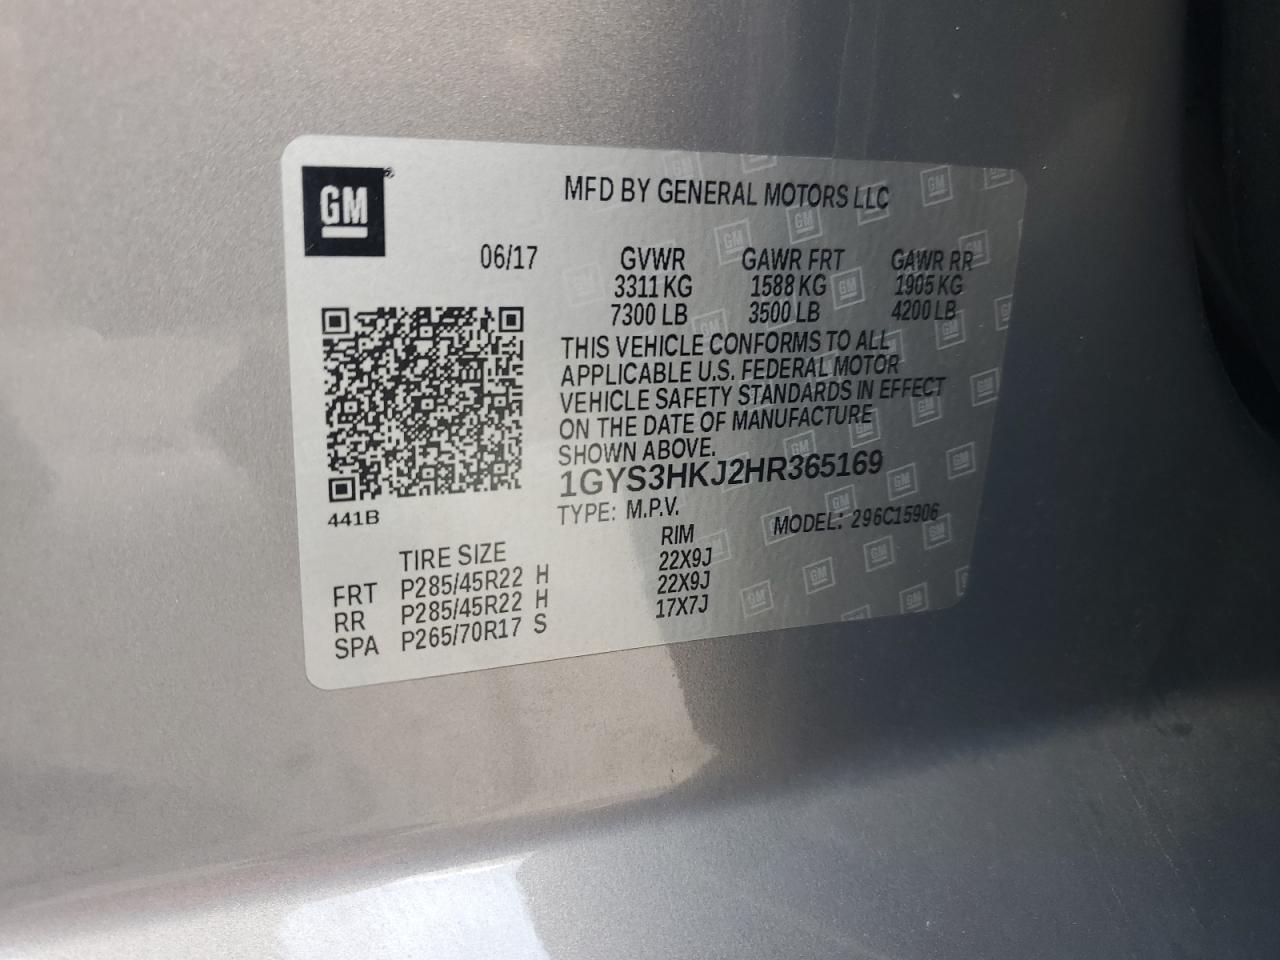 GM®
MFD BY GENERAL MOTORS LLC
06/17 GVWR GAWR FRT GAWR RR
3311 KG 1588 KG 1905 KG
7300 LB 3500 LB 4200 LB
THIS VEHICLE CONFORMS TO ALL
APPLICABLE U.S. FEDERAL MOTOR
VEHICLE SAFETY STANDARDS IN EFFECT
ON THE DATE OF MANUFACTURE
SHOWN ABOVE.
1GYS3HKJ2HR365169
441B
TYPE: M.P.V. MODEL: 296C15906
TIRE SIZE RIM
FRT P285/45R22 H 22X9J
RR P285/45R22 H 22X9J
SPA P265/70R17 S 17X7J